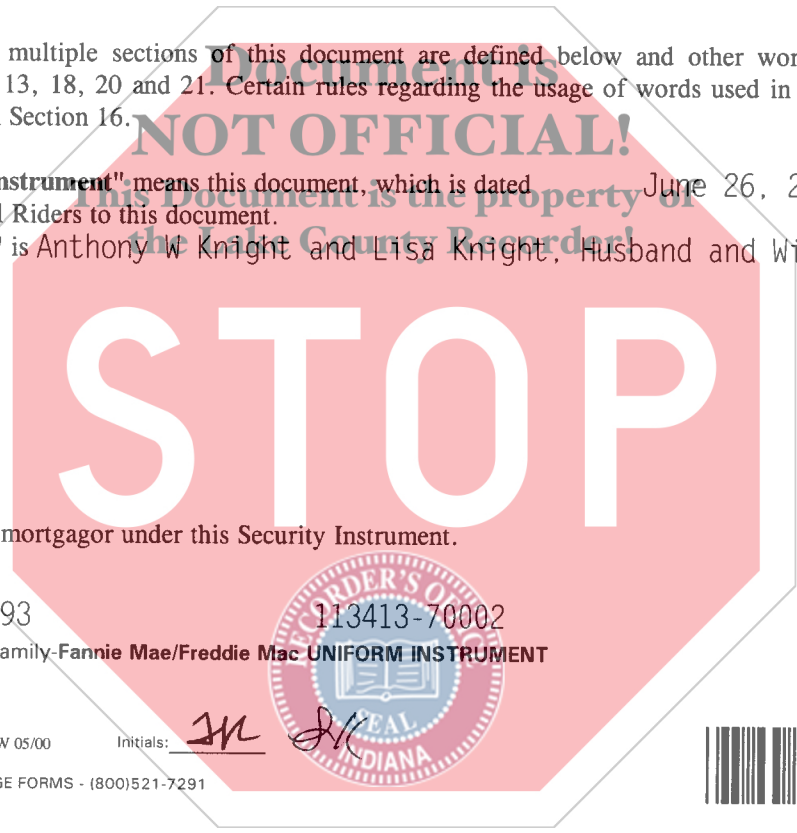 multiple sections of this document are defined below and other wor
13, 18, 20 and 21. Certain rules regarding the usage of words used in
Section 16.
Document is
NOT OFFICIAL!
This Document is the property of
the Lake County Recorder!
nstrument" means this document, which is dated June 26, 2
Riders to this document.
is Anthony W Knight and Lisa Knight, Husband and Wi
STOP
mortgagor under this Security Instrument.
93 113413-70002
amily-Fannie Mae/Freddie Mac UNIFORM INSTRUMENT
RECORDER'S OFFICE
SEAL
INDIANA
W 05/00 Initials:
GE FORMS - (800)521-7291